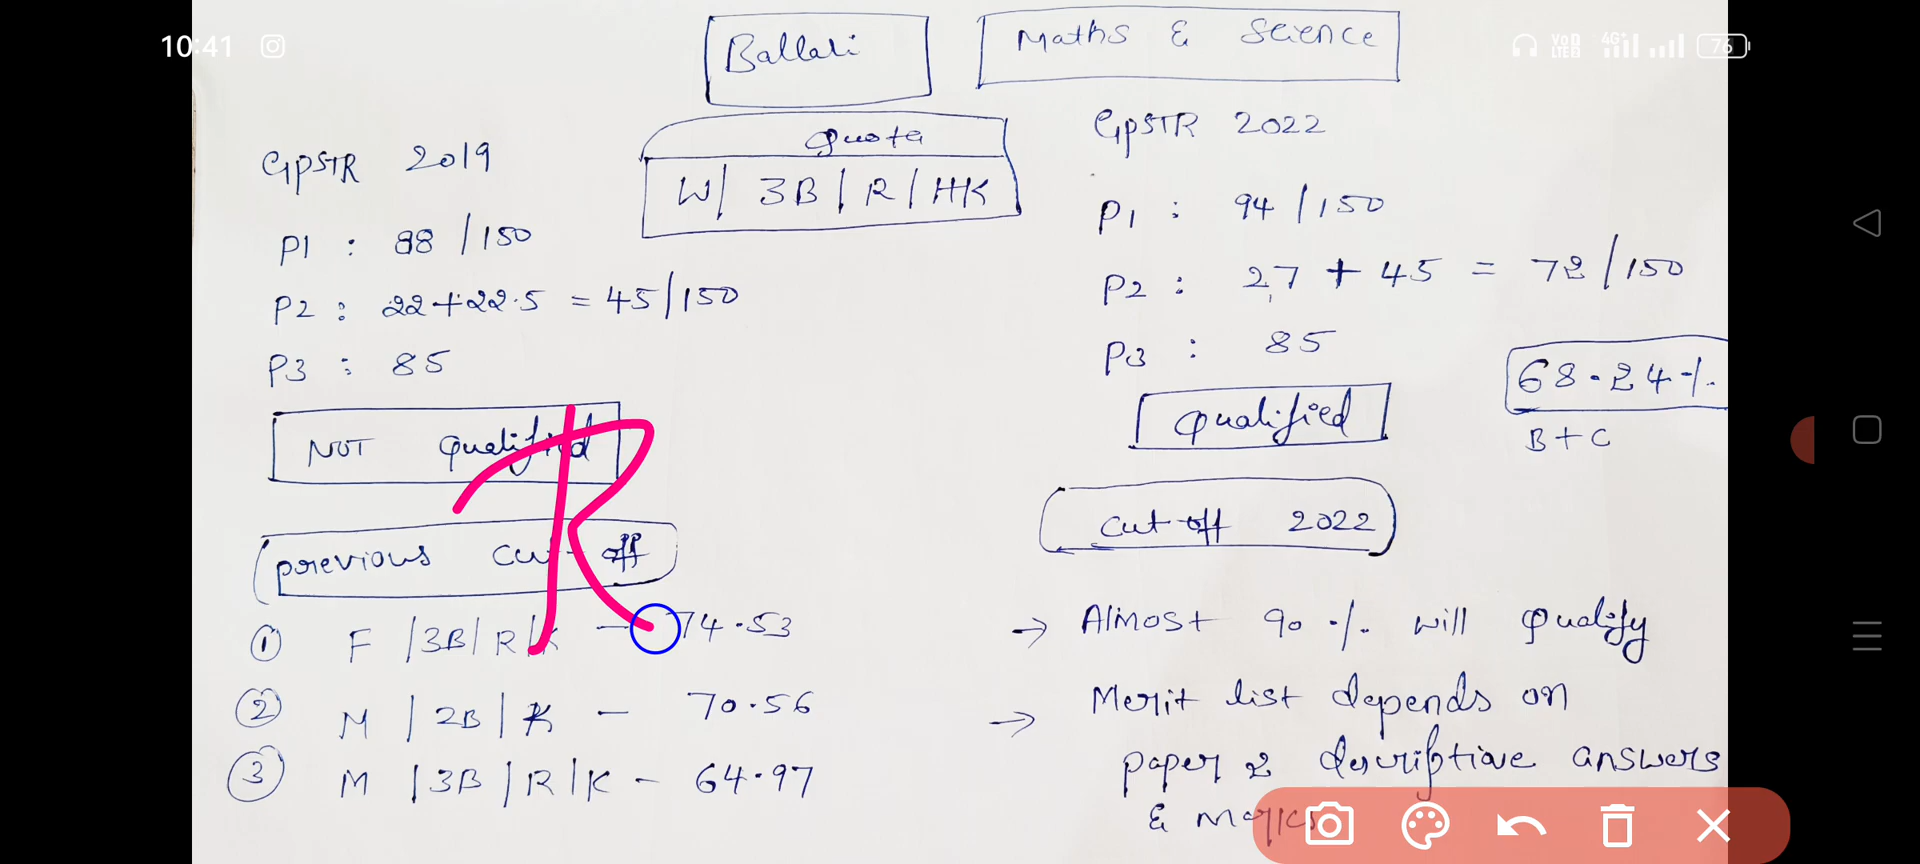 10:41
Ballari
Maths & Science
76
quota
W/ 3B / R / HK
GPSTR 2019
P1 : 88 / 150
P2 : 22+22.5 = 45/150
P3 : 85
NOT qualified
previous cut-off
① F /3B/ R/K - 74.53
② M / 2B / K - 70.56
③ M / 3B / R / K - 64.97
GPSTR 2022
P1 : 94 / 150
P2 : 27 + 45 = 72 / 150
P3 : 85
68.24 %.
B + C
qualified
cut-off 2022
→ Almost 90 %. will qualify
→ Merit list depends on
paper 2 descriptive answers
& marks
R